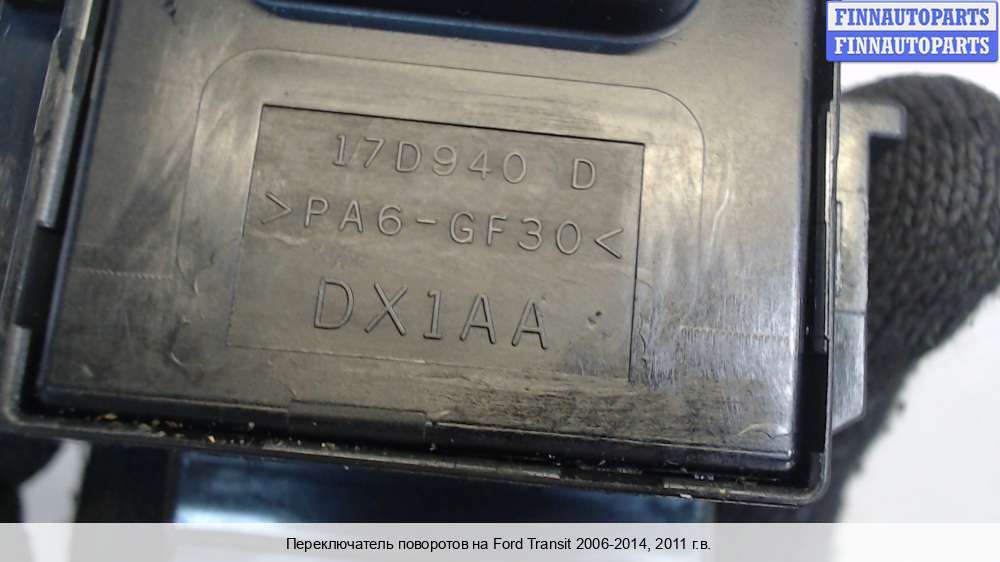 FINNAUTOPARTS
FINNAUTOPARTS
17D940 D
>PA6-GF30<
DX1AA
Переключатель поворотов на Ford Transit 2006-2014, 2011 г.в.